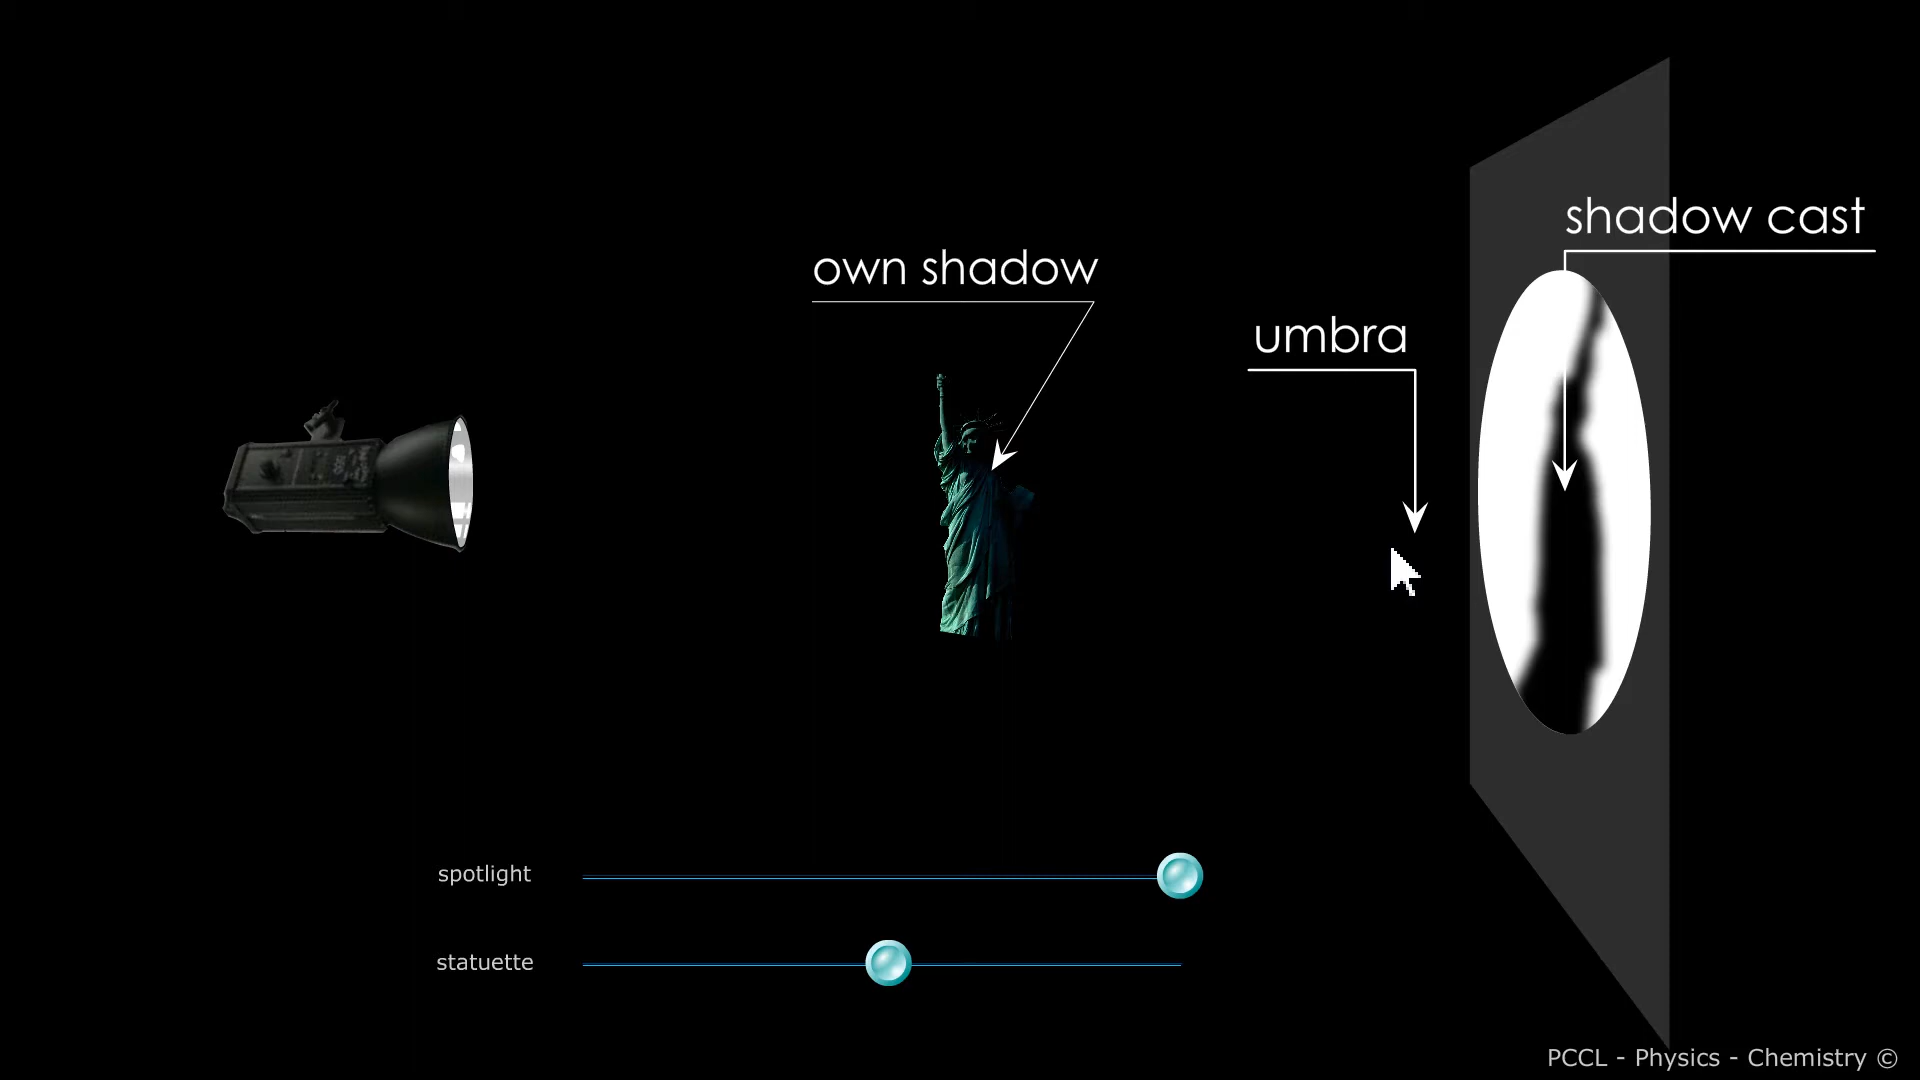 shadow cast
own shadow
umbra
spotlight
statuette
PCCL - Physics - Chemistry ©